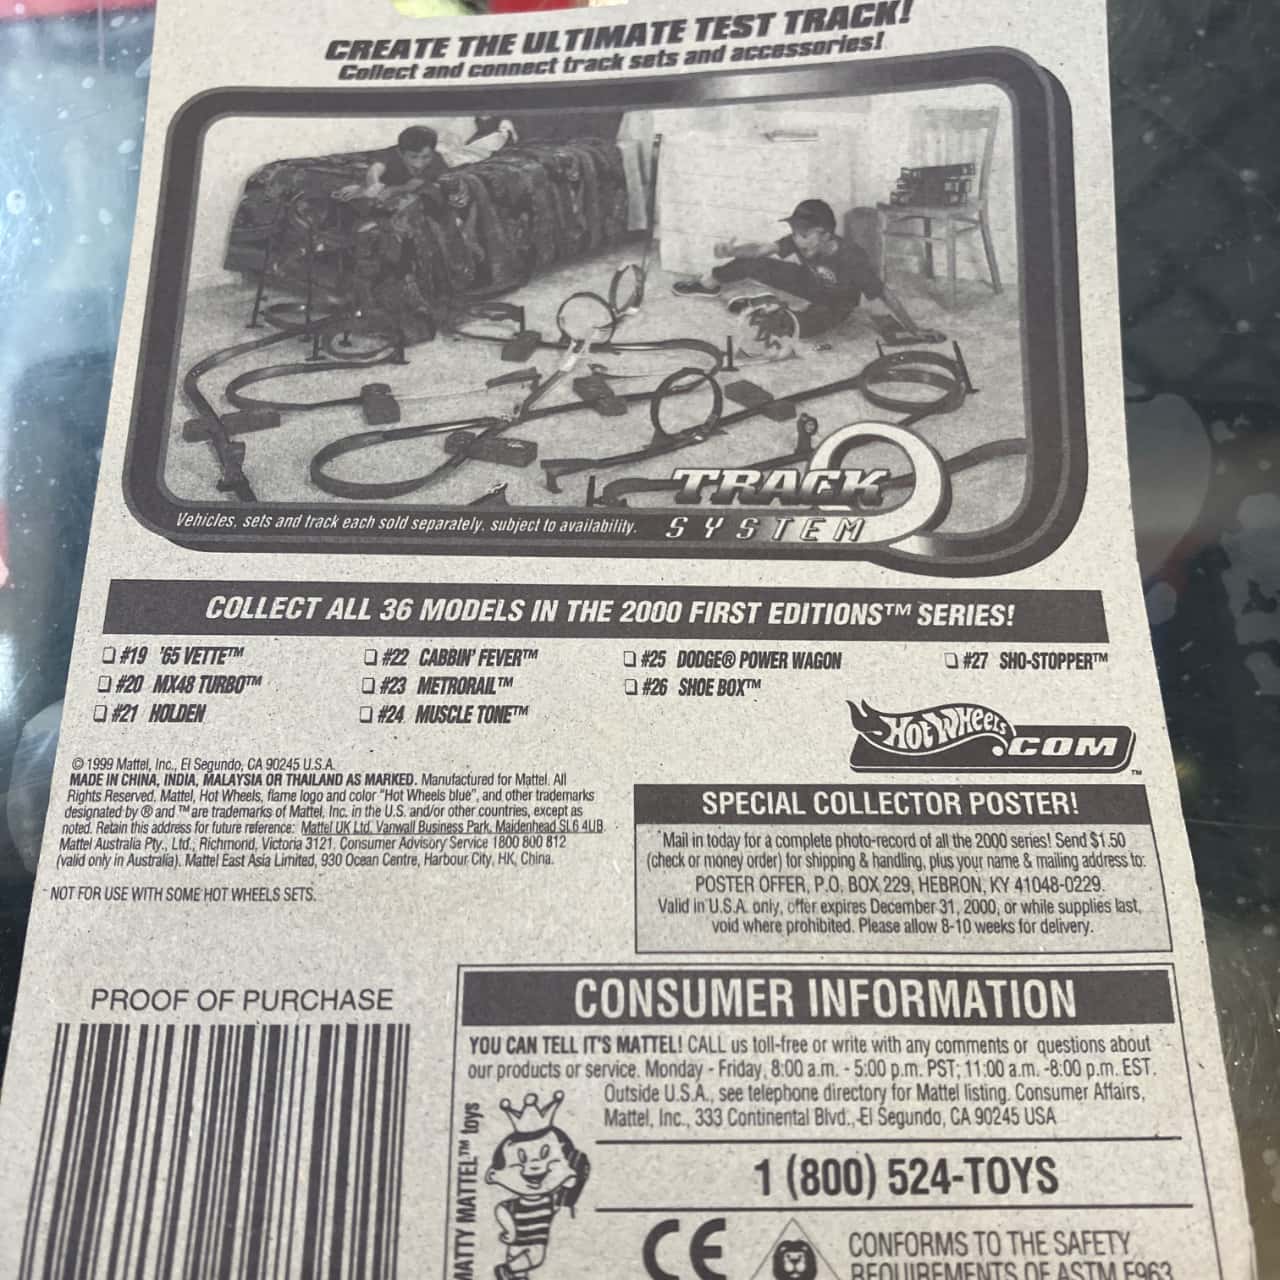 CREATE THE ULTIMATE TEST TRACK!
Collect and connect track sets and accessories!
Vehicles, sets and track each sold separately. subject to availability.
TRACK
SYSTEM
COLLECT ALL 36 MODELS IN THE 2000 FIRST EDITIONS™ SERIES!
❏ #19 '65 VETTE™
❏ #20 MX48 TURBO™
❏ #21 HOLDEN
❏ #22 CABBIN' FEVER™
❏ #23 METRORAIL™
❏ #24 MUSCLE TONE™
❏ #25 DODGE® POWER WAGON
❏ #26 SHOE BOX™
❏ #27 SHO-STOPPER™
Hot Wheels .COM™
© 1999 Mattel, Inc., El Segundo, CA 90245 U.S.A.
MADE IN CHINA, INDIA, MALAYSIA OR THAILAND AS MARKED. Manufactured for Mattel. All
Rights Reserved. Mattel, Hot Wheels, flame logo and color "Hot Wheels blue", and other trademarks
designated by ® and ™ are trademarks of Mattel, Inc. in the U.S. and/or other countries, except as
noted. Retain this address for future reference: Mattel UK Ltd, Vanwall Business Park, Maidenhead SL6 4UB.
Mattel Australia Pty., Ltd., Richmond, Victoria 3121. Consumer Advisory Service 1800 800 812
(valid only in Australia). Mattel East Asia Limited, 930 Ocean Centre, Harbour City, HK, China.
NOT FOR USE WITH SOME HOT WHEELS SETS.
SPECIAL COLLECTOR POSTER!
Mail in today for a complete photo-record of all the 2000 series! Send $1.50
(check or money order) for shipping & handling, plus your name & mailing address to:
POSTER OFFER, P.O. BOX 229, HEBRON, KY 41048-0229.
Valid in U.S.A. only, offer expires December 31, 2000, or while supplies last,
void where prohibited. Please allow 8-10 weeks for delivery.
PROOF OF PURCHASE
CONSUMER INFORMATION
YOU CAN TELL IT'S MATTEL! CALL us toll-free or write with any comments or questions about
our products or service. Monday - Friday, 8:00 a.m. - 5:00 p.m. PST; 11:00 a.m. -8:00 p.m. EST.
Outside U.S.A., see telephone directory for Mattel listing. Consumer Affairs,
Mattel, Inc., 333 Continental Blvd., El Segundo, CA 90245 USA
MATTY MATTEL™ toys
1 (800) 524-TOYS
CE
CONFORMS TO THE SAFETY
REQUIREMENTS OF ASTM F963